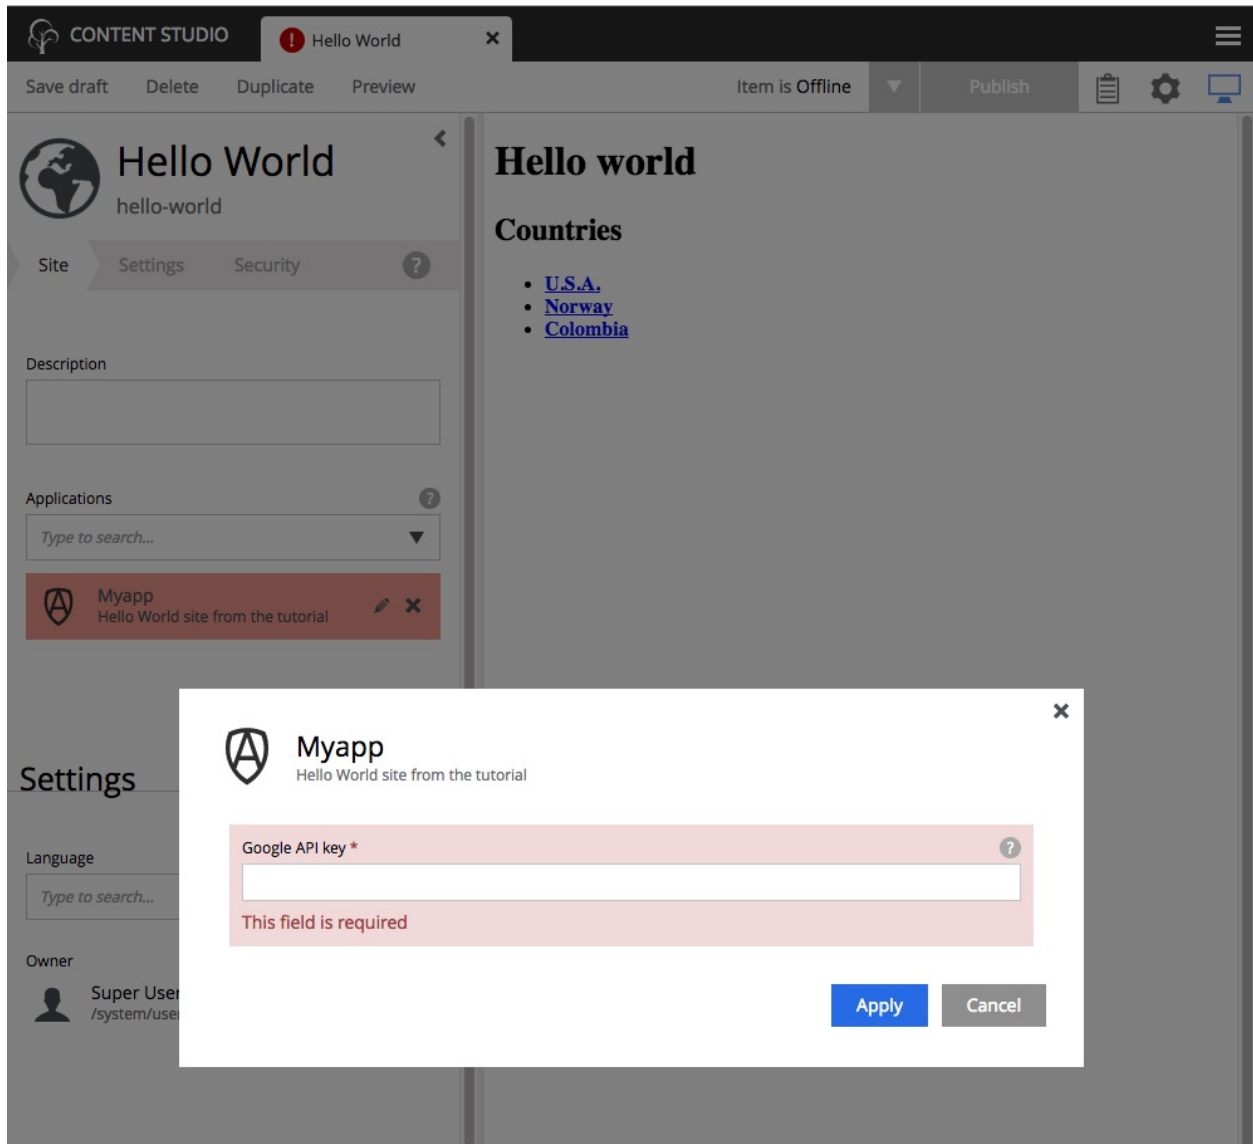 CONTENT STUDIO
Hello World
Save draft Delete Duplicate Preview Item is Offline Publish
Hello World
hello-world
Site Settings Security ?
Description
Applications ?
Type to search...
Myapp
Hello World site from the tutorial
Settings
Language
Type to search...
Owner
Super User
/system/user
Hello world
Countries
U.S.A.
Norway
Colombia
Myapp
Hello World site from the tutorial
Google API key * ?
This field is required
Apply Cancel